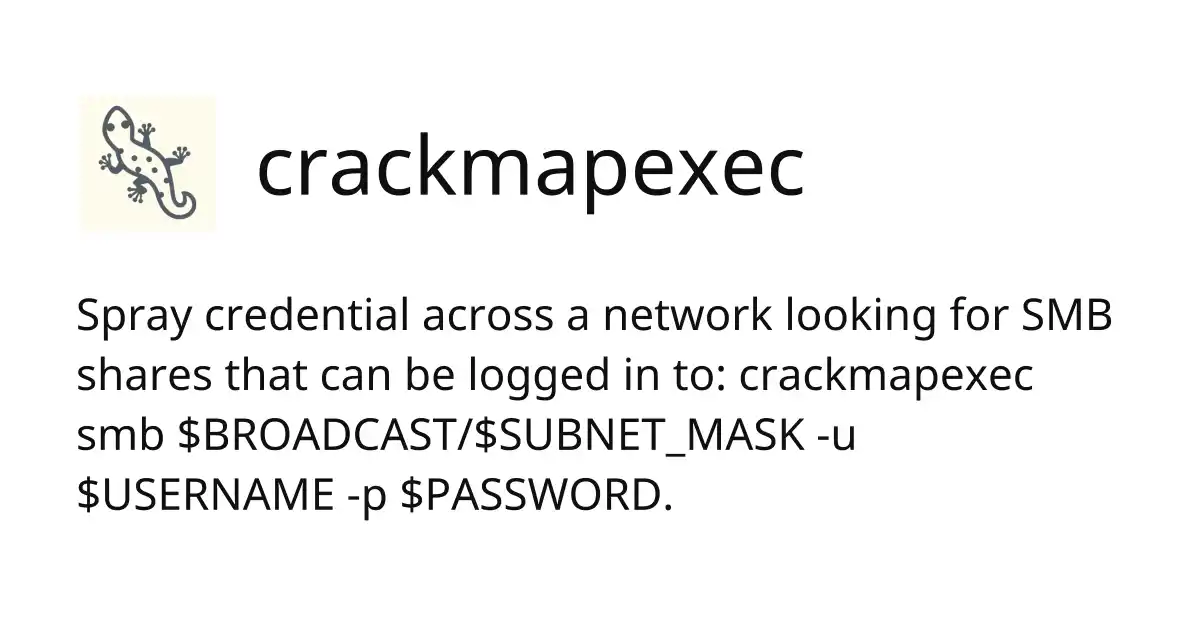 crackmapexec
Spray credential across a network looking for SMB
shares that can be logged in to: crackmapexec
smb $BROADCAST/$SUBNET_MASK -u
$USERNAME -p $PASSWORD.